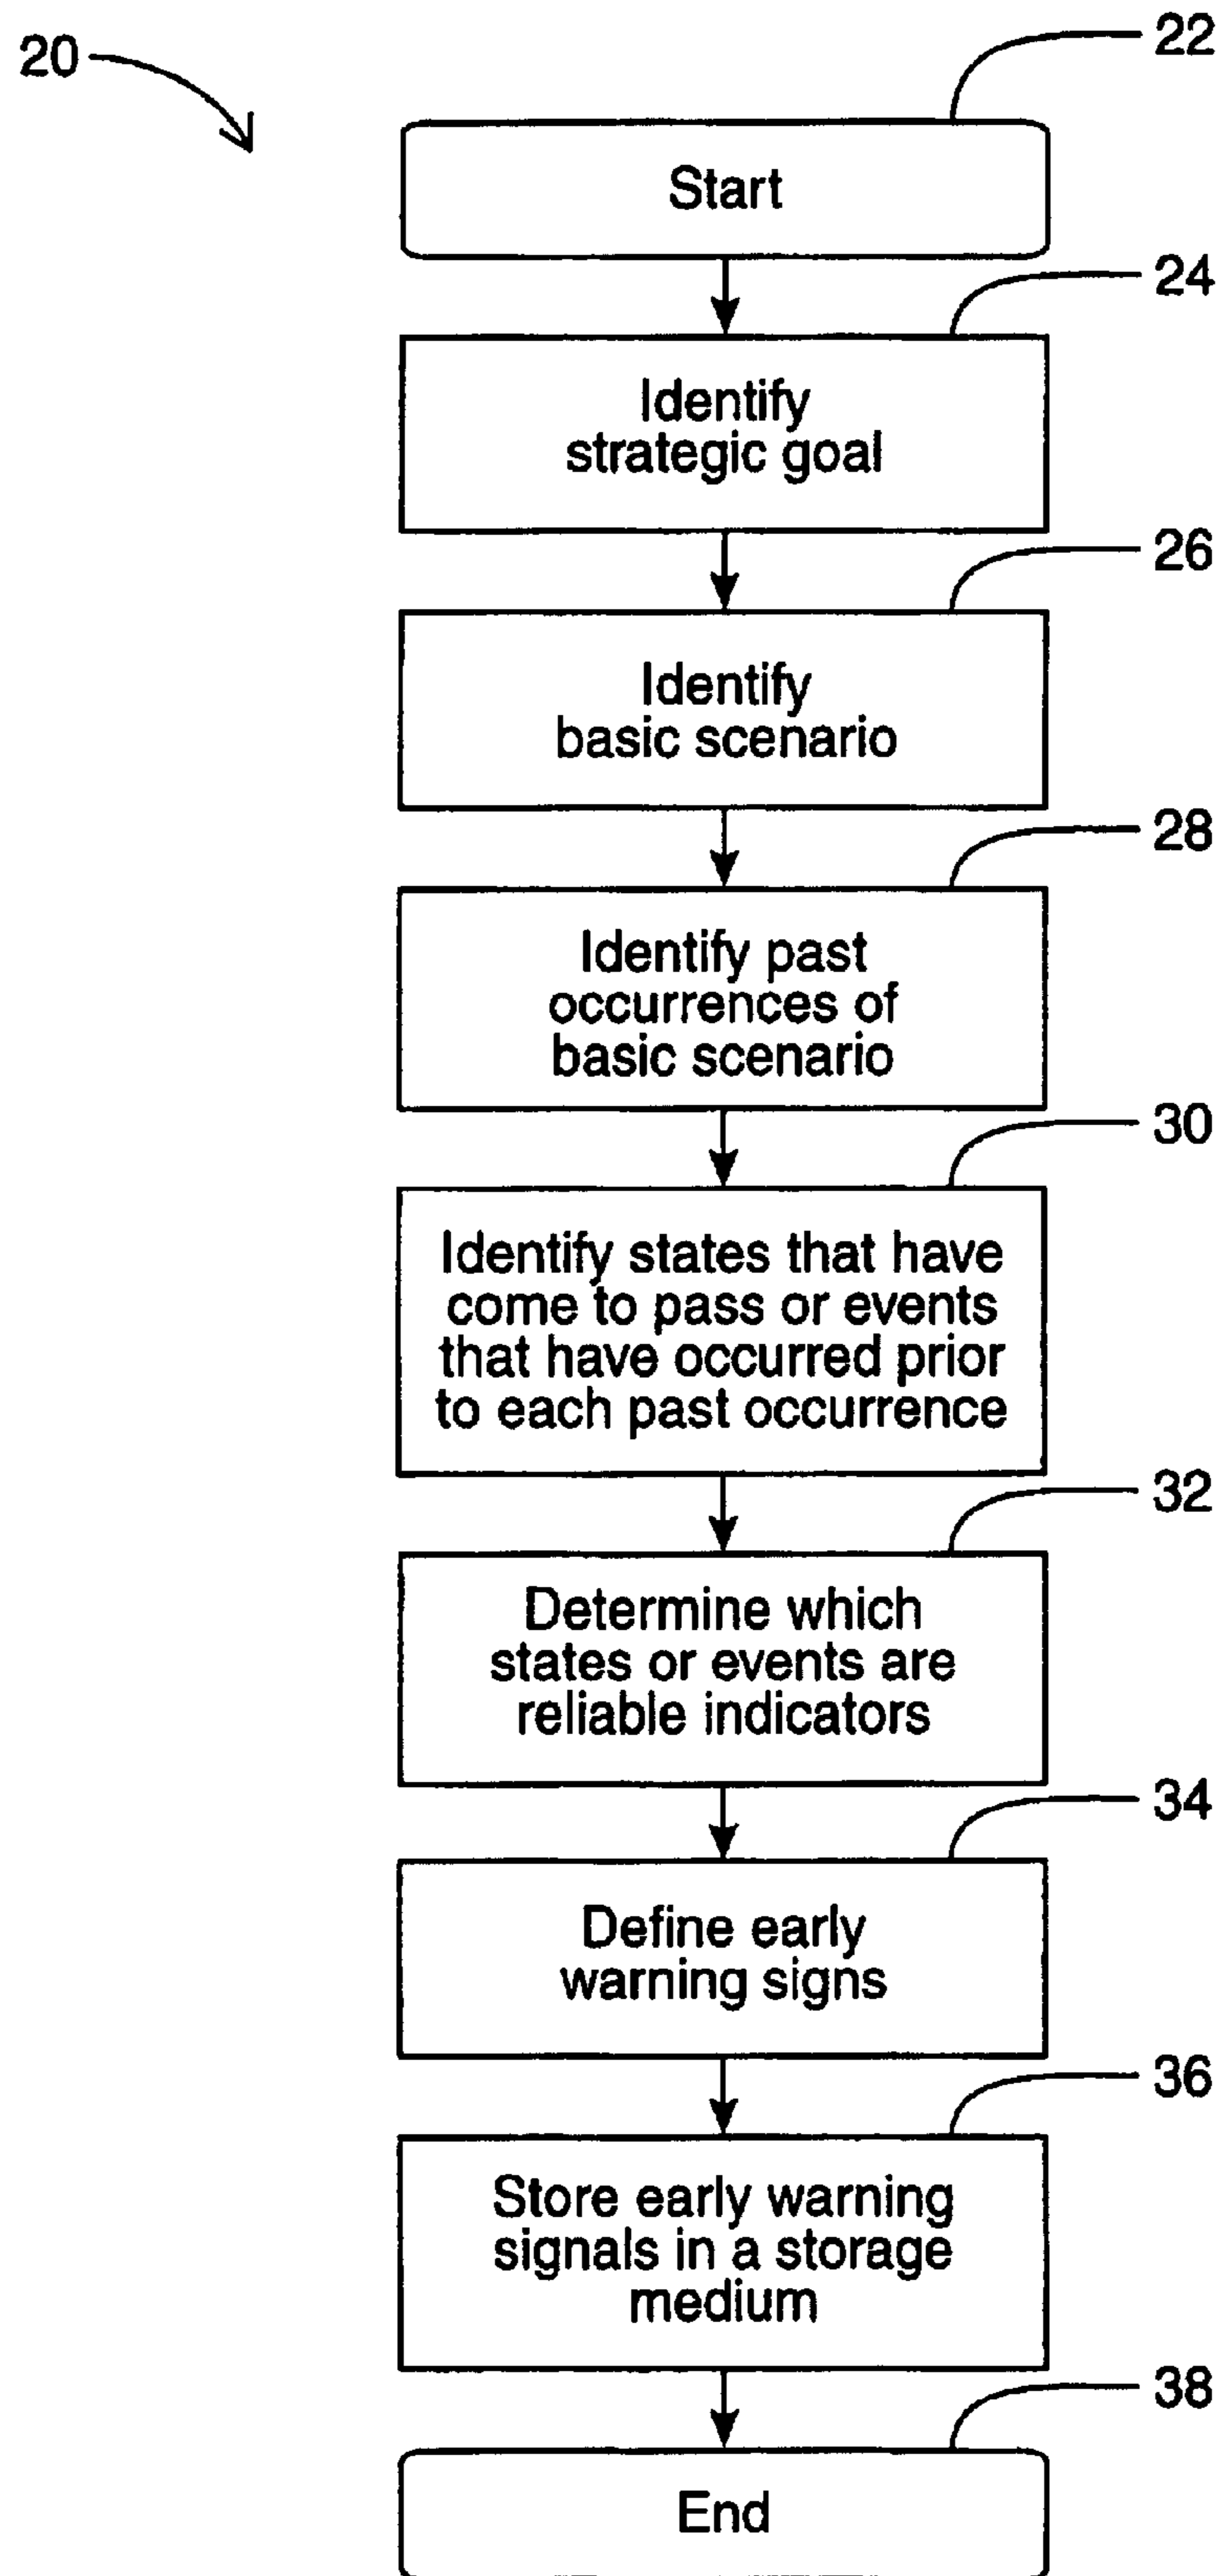 20
22
Start
24
Identify
strategic goal
26
Identify
basic scenario
28
Identify past
occurrences of
basic scenario
30
Identify states that have
come to pass or events
that have occurred prior
to each past occurrence
32
Determine which
states or events are
reliable indicators
34
Define early
warning signs
36
Store early warning
signals in a storage
medium
38
End